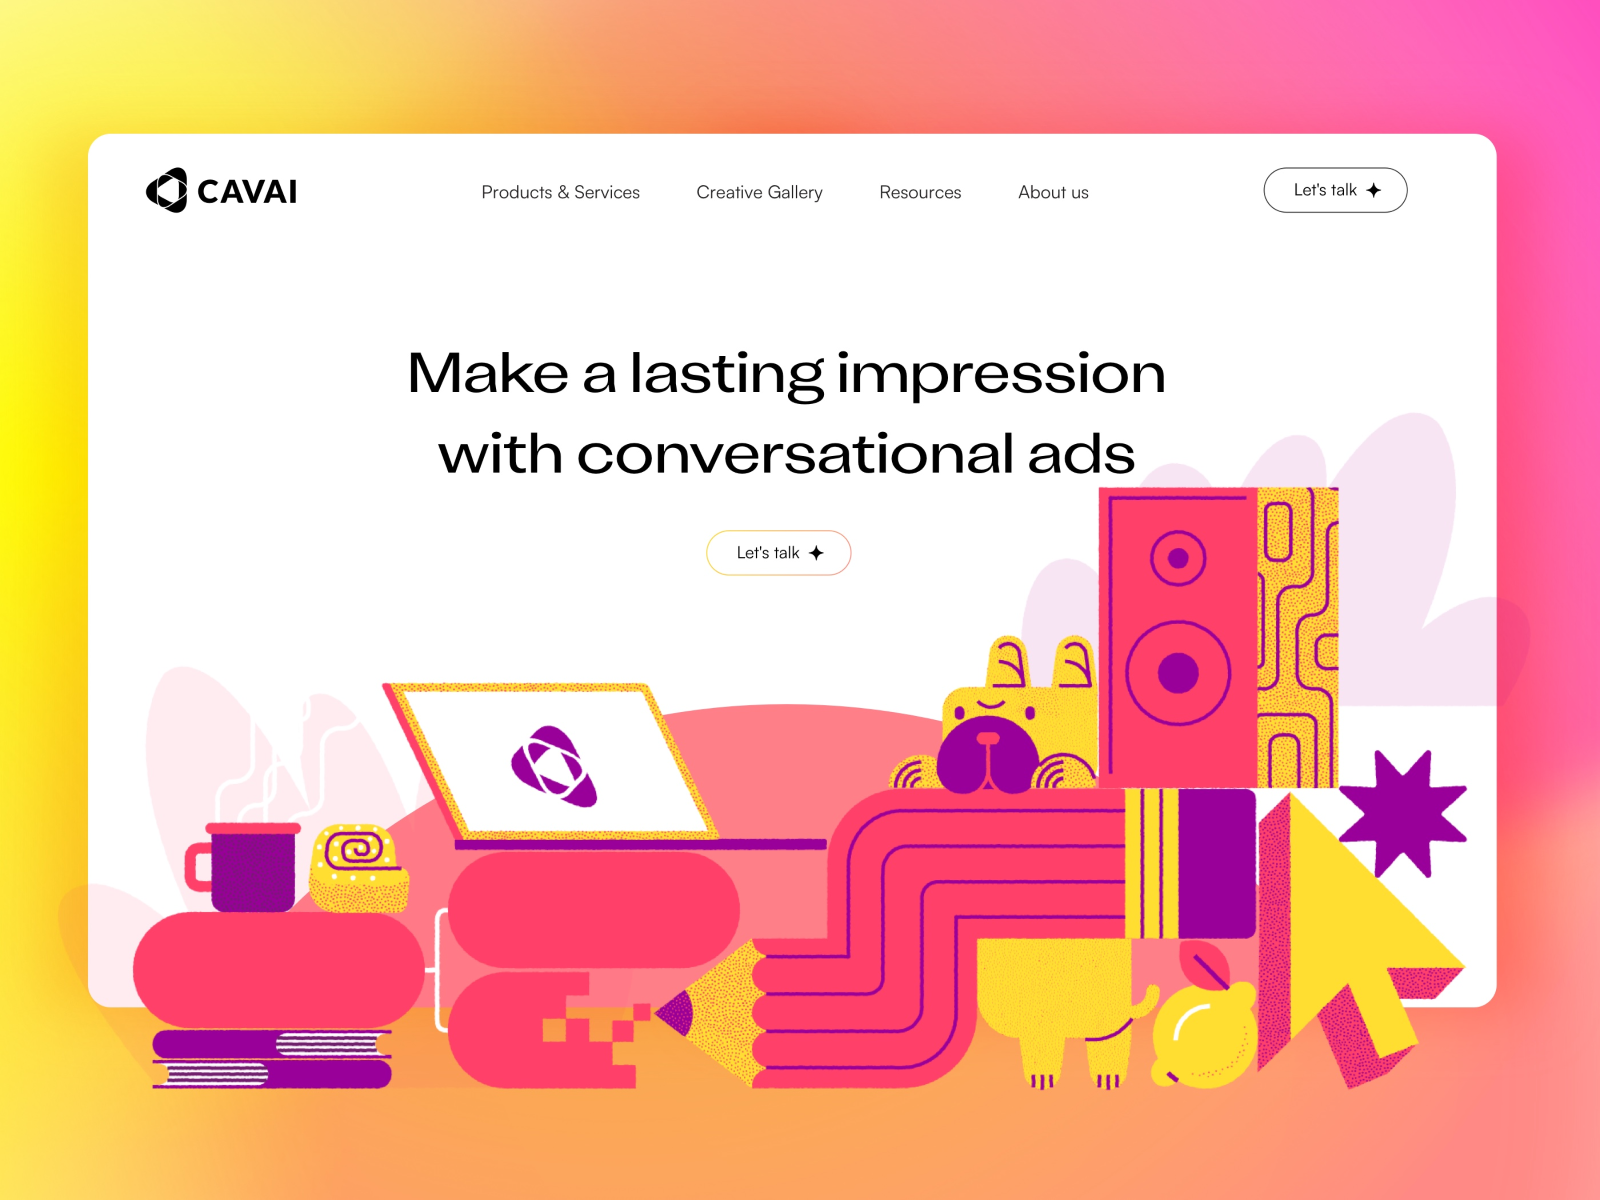 CAVAI
Products & Services
Creative Gallery
Resources
About us
Let's talk
Make a lasting impression
with conversational ads
Let's talk